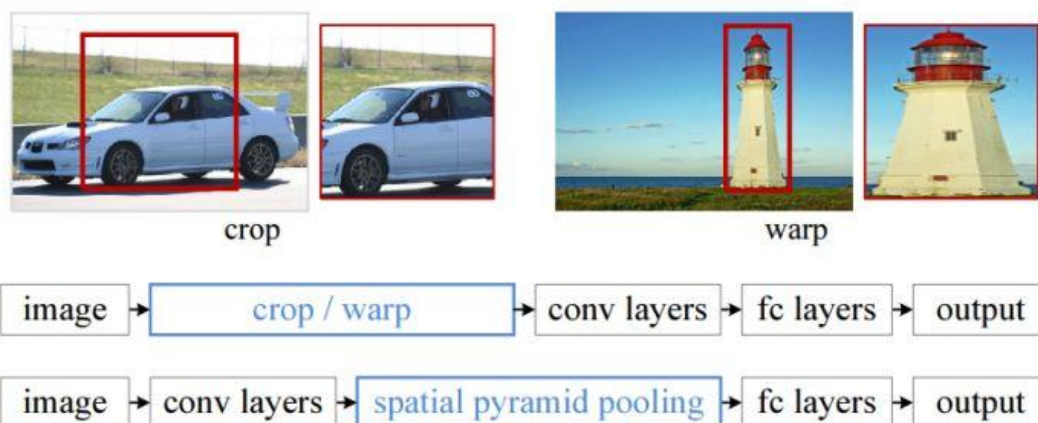 crop
warp
image crop / warp conv layers fc layers output
image conv layers spatial pyramid pooling fc layers output